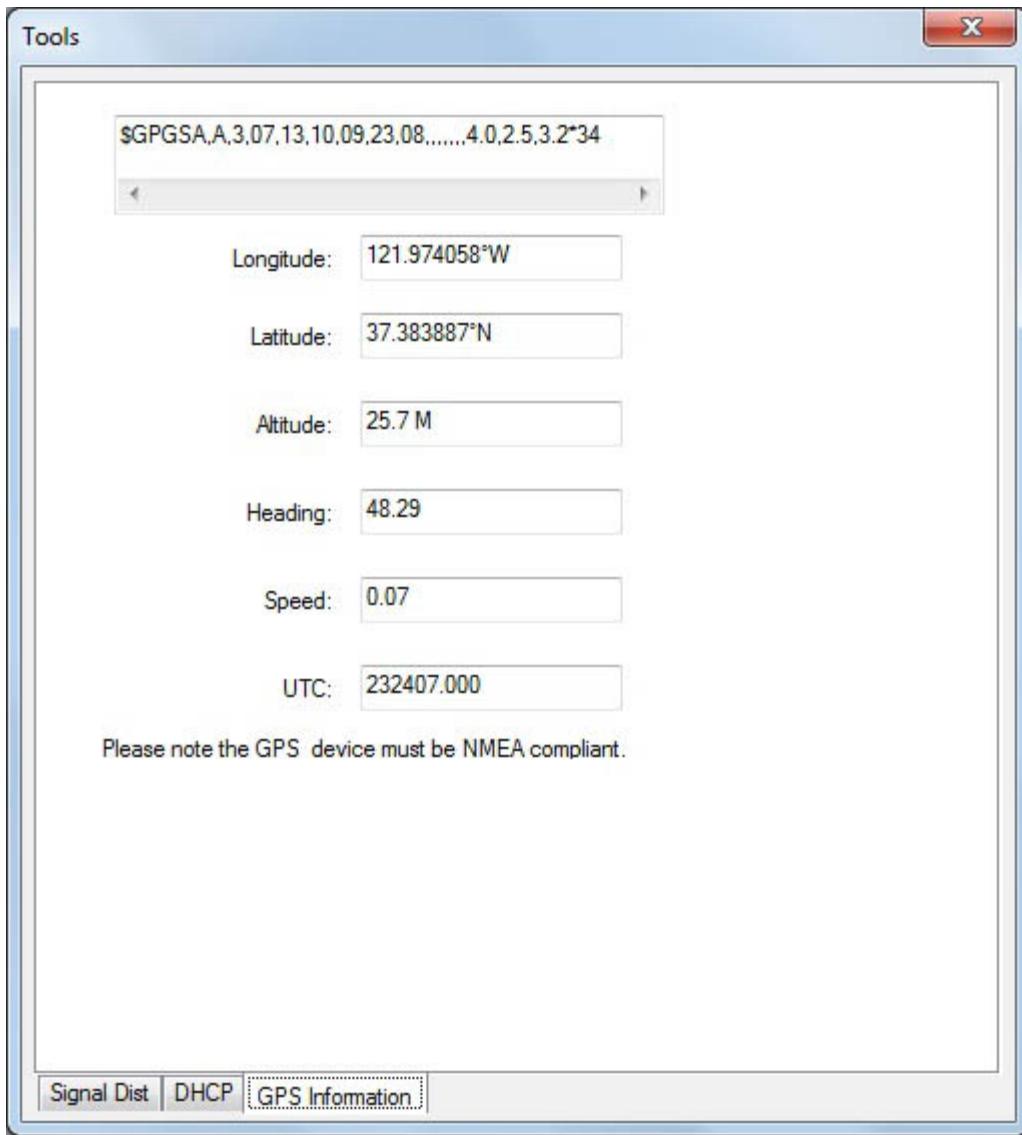 Tools
$GPGSA,A,3,07,13,10,09,23,08,,,,,,,4.0,2.5,3.2*34
Longitude: 121.974058°W
Latitude: 37.383887°N
Altitude: 25.7 M
Heading: 48.29
Speed: 0.07
UTC: 232407.000
Please note the GPS device must be NMEA compliant.
Signal Dist DHCP GPS Information